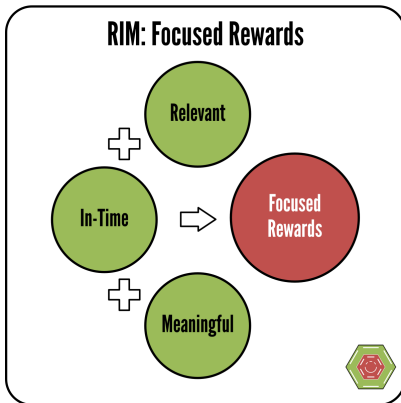 RIM: Focused Rewards
Relevant
In-Time
Focused
Rewards
Meaningful